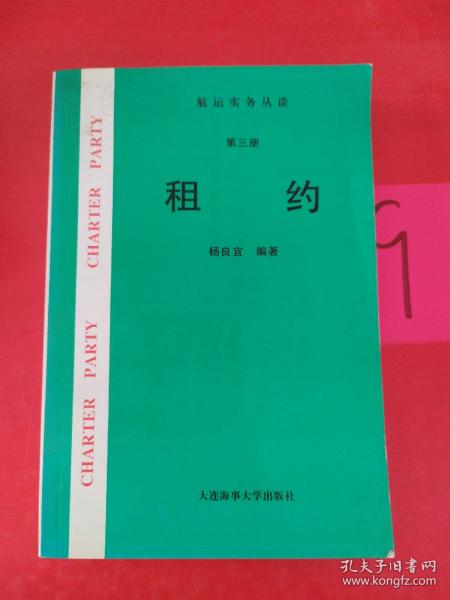 航运实务丛谈
第三册
租 约
杨良宜 编著
大连海事大学出版社
CHARTER PARTY CHARTER PARTY
9
孔夫子旧书网
www.kongfz.com